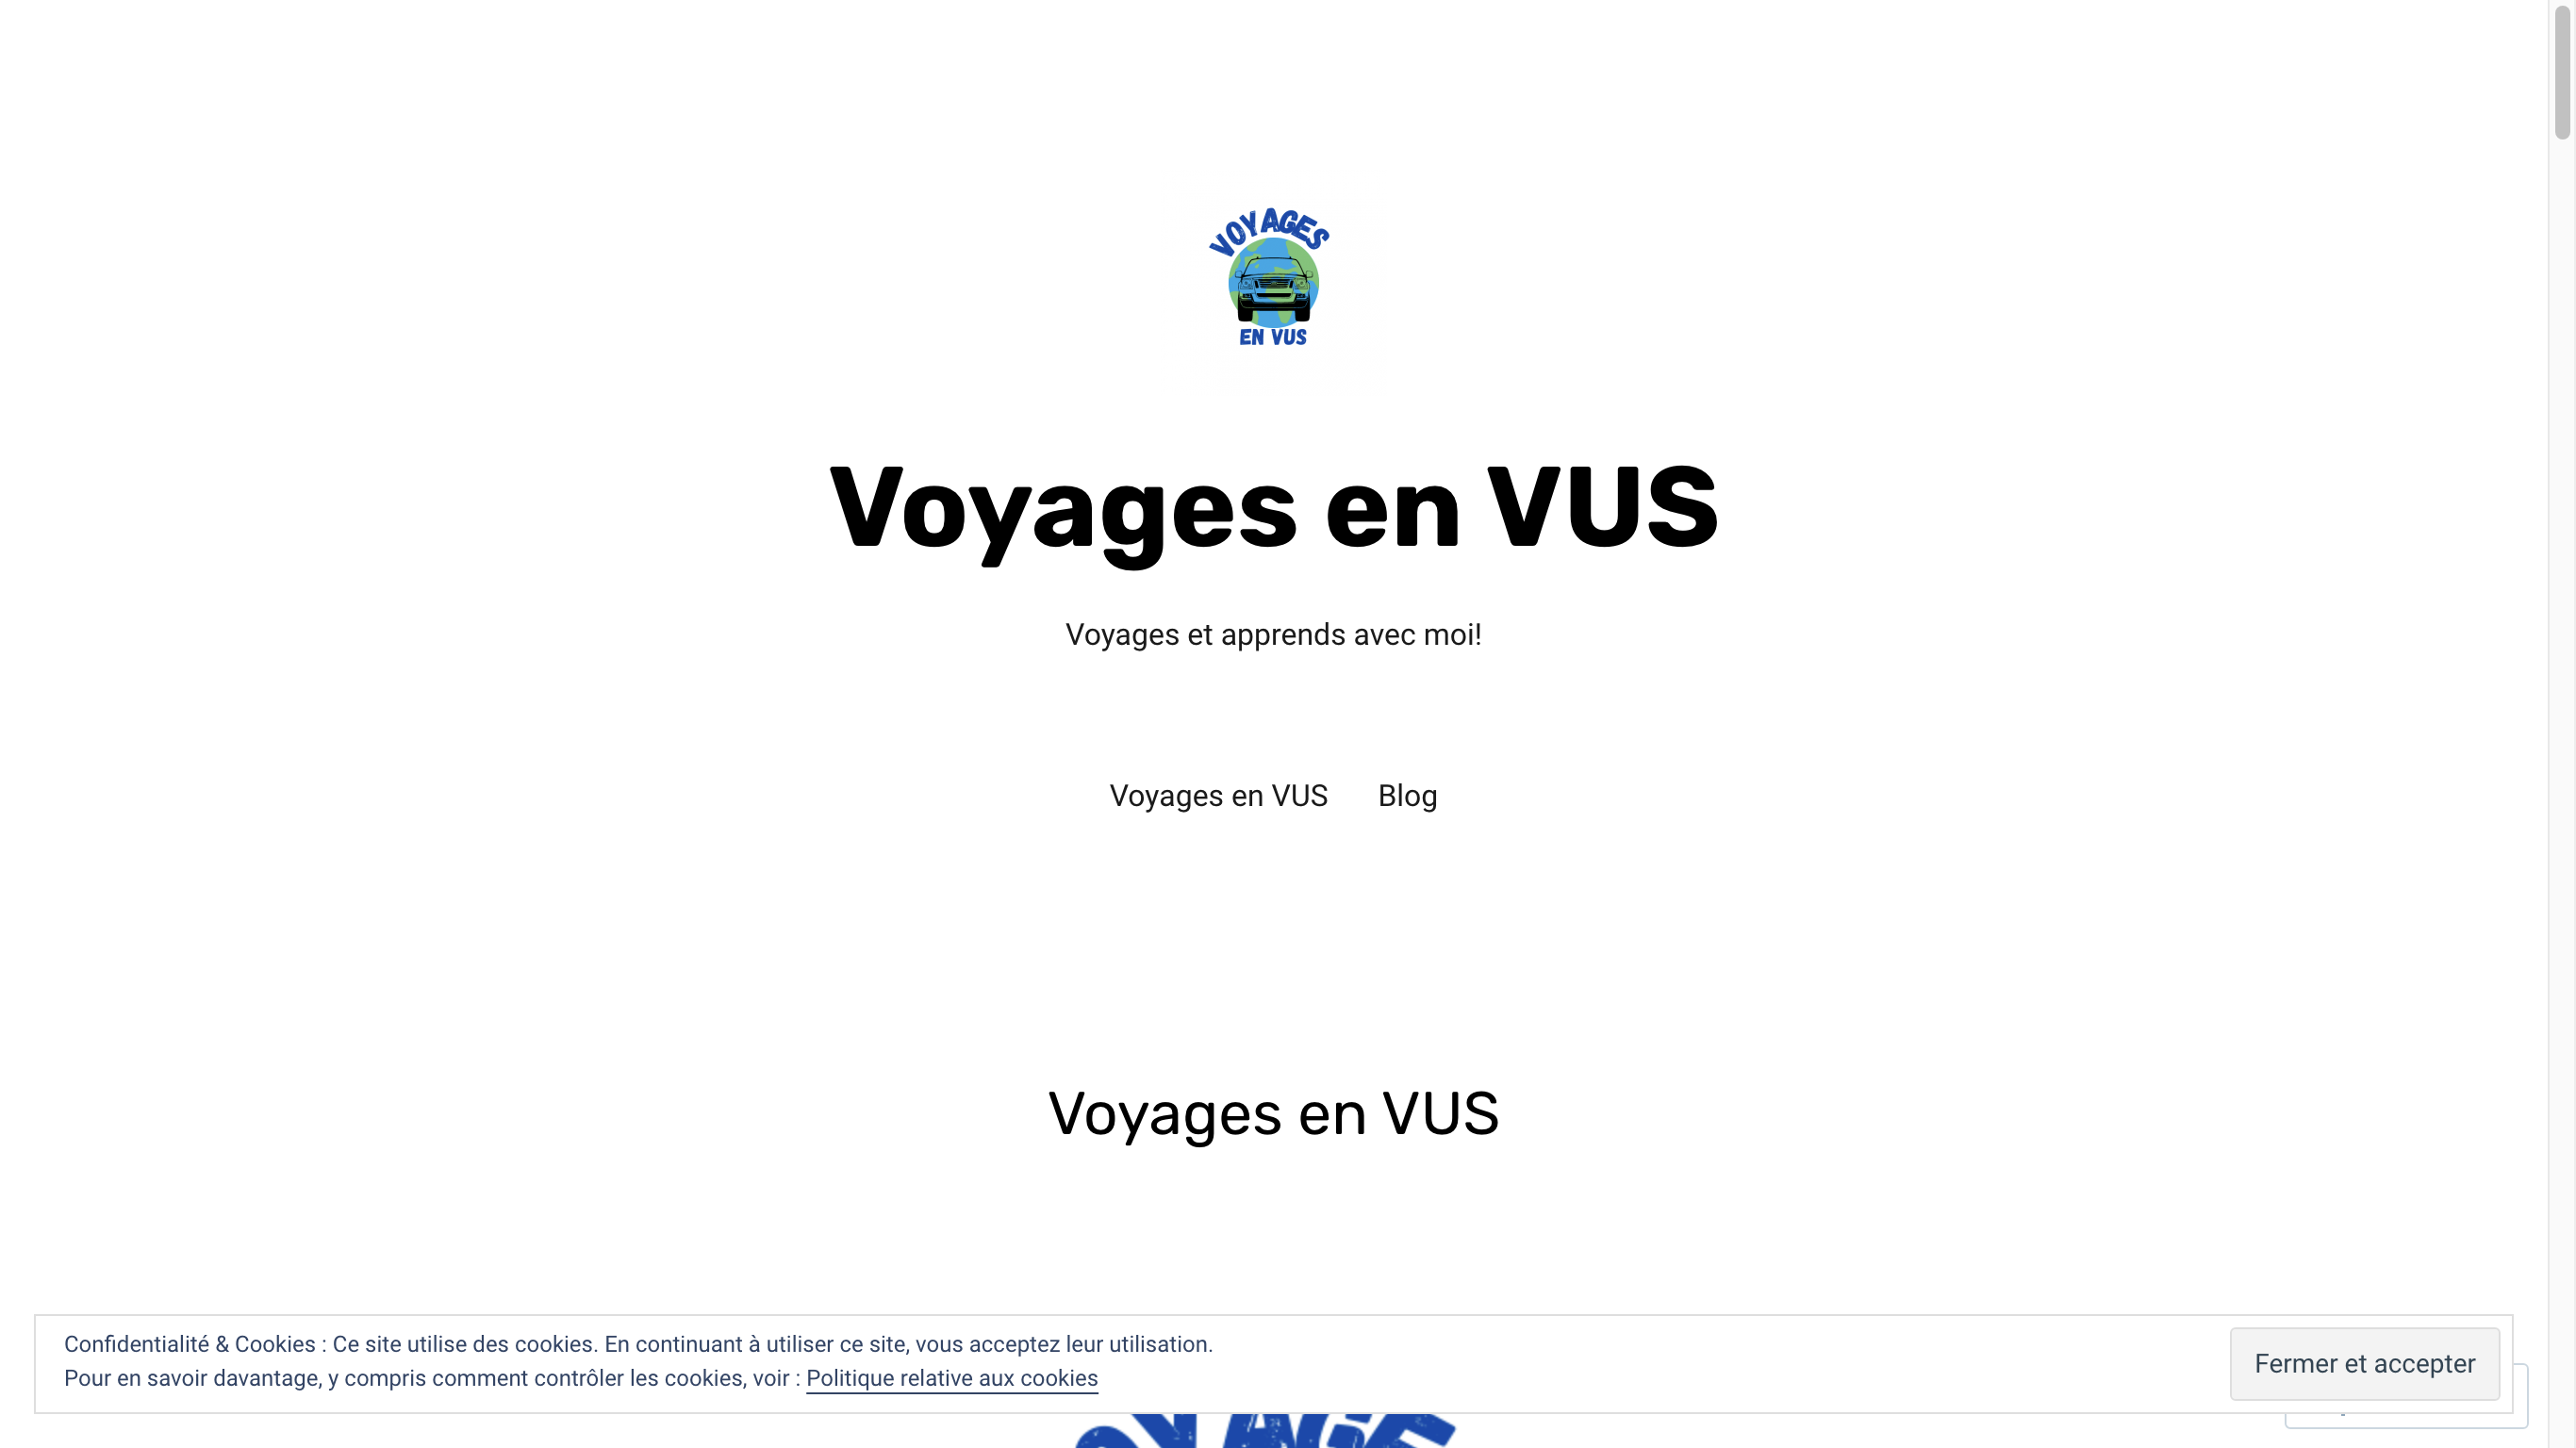 VOYAGES
EN VUS
Voyages en VUS
Voyages et apprends avec moi!
Voyages en VUS Blog
Voyages en VUS
Confidentialité & Cookies : Ce site utilise des cookies. En continuant à utiliser ce site, vous acceptez leur utilisation.
Pour en savoir davantage, y compris comment contrôler les cookies, voir : Politique relative aux cookies
Fermer et accepter